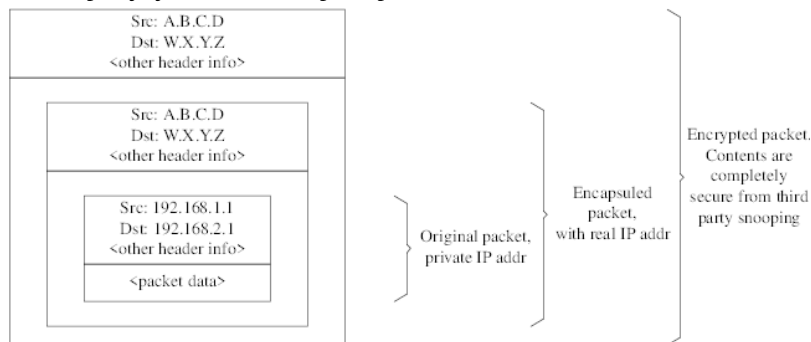 Src: A.B.C.D
Dst: W.X.Y.Z
<other header info>
Src: A.B.C.D
Dst: W.X.Y.Z
<other header info>
Src: 192.168.1.1
Dst: 192.168.2.1
<other header info>
<packet data>
Original packet,
private IP addr
Encapsuled
packet,
with real IP addr
Encrypted packet.
Contents are
completely
secure from third
party snooping